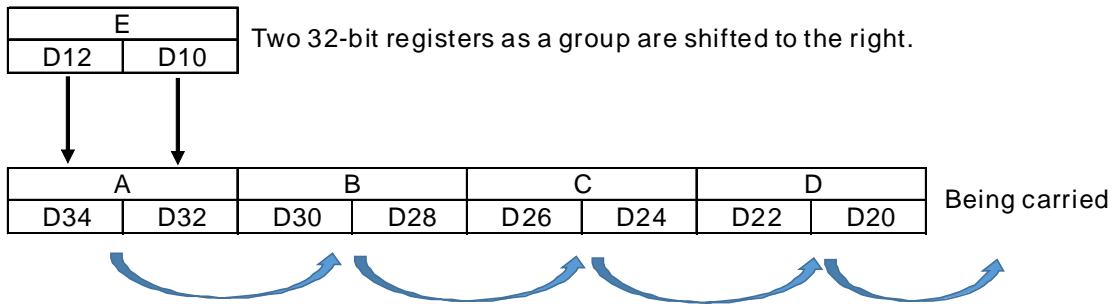 E
Two 32-bit registers as a group are shifted to the right.
D12 D10
A B C D
Being carried
D34 D32 D30 D28 D26 D24 D22 D20